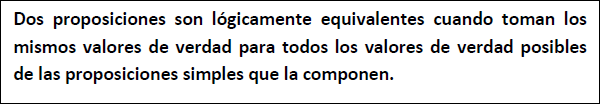 Dos proposiciones son lógicamente equivalentes cuando toman los
mismos valores de verdad para todos los valores de verdad posibles
de las proposiciones simples que la componen.